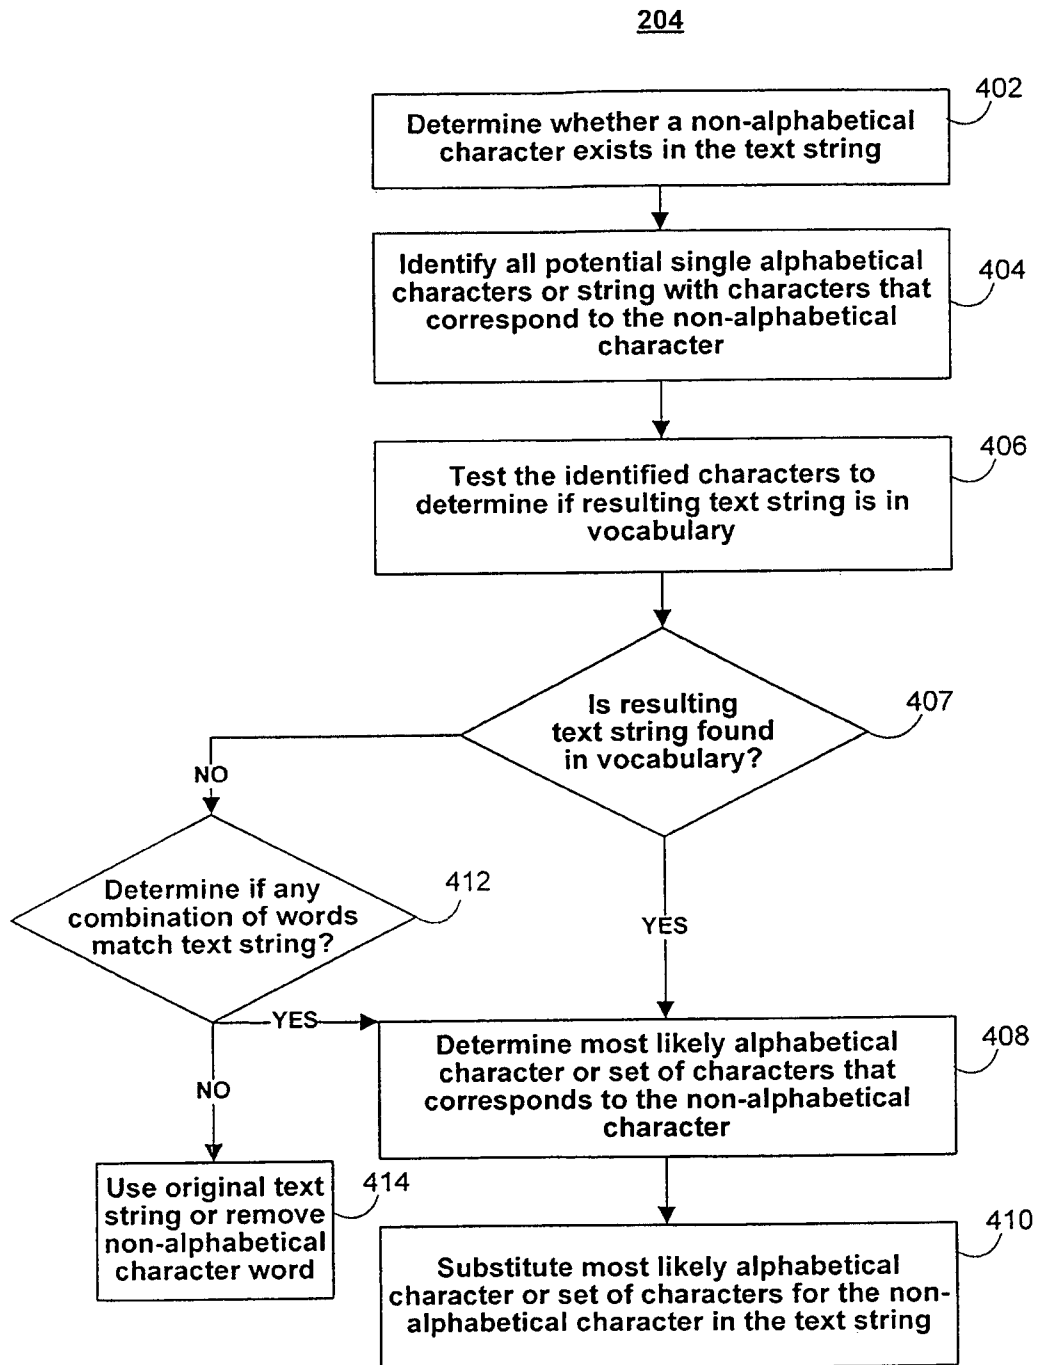 204
402
Determine whether a non-alphabetical
character exists in the text string
Identify all potential single alphabetical
characters or string with characters that
correspond to the non-alphabetical
character
404
406
Test the identified characters to
determine if resulting text string is in
vocabulary
Is resulting
text string found
in vocabulary?
407
NO
Determine if any
combination of words
match text string?
412
YES
YES
NO
Determine most likely alphabetical
character or set of characters that
corresponds to the non-alphabetical
character
408
Use original text
string or remove
non-alphabetical
character word
414
Substitute most likely alphabetical
character or set of characters for the non-
alphabetical character in the text string
410